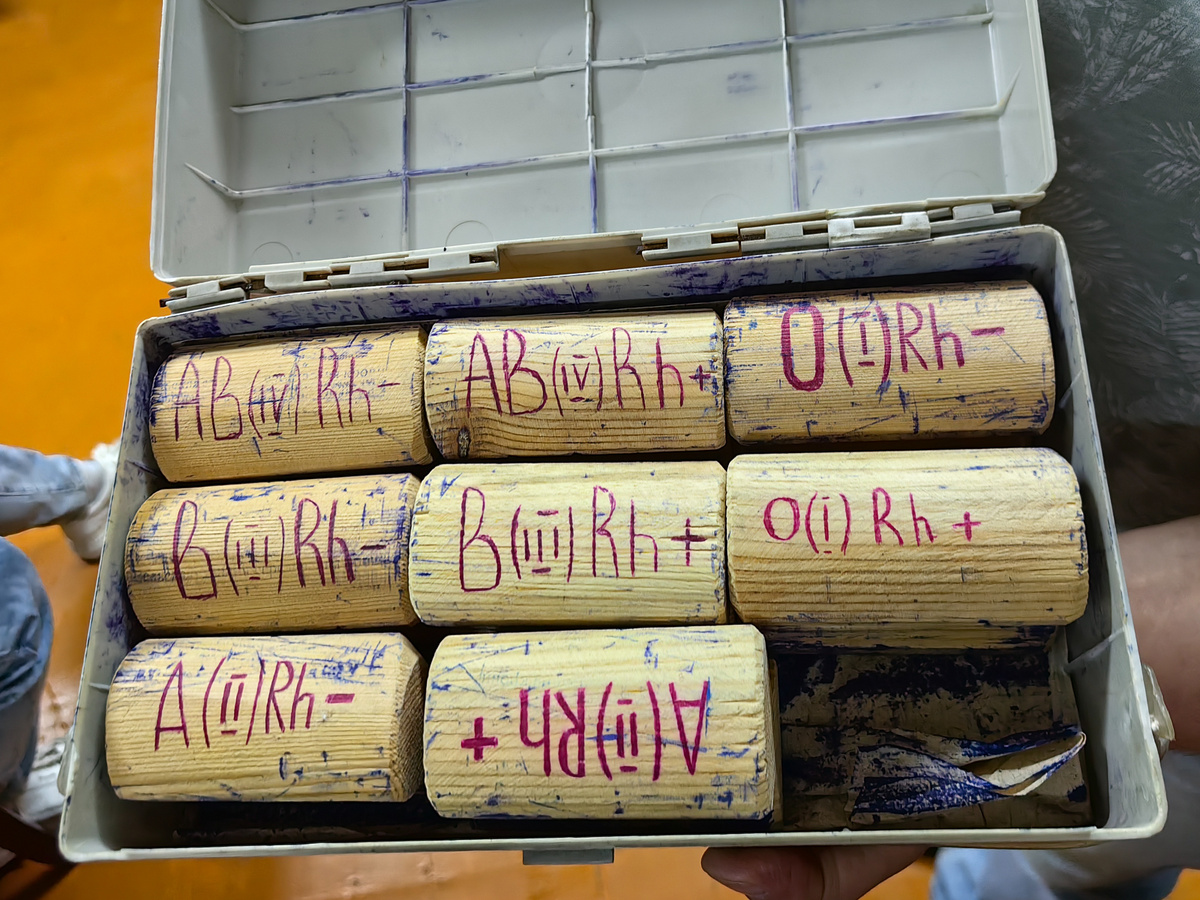 AB(IV) Rh-
AB(IV) Rh+
O(I)Rh-
B(III)Rh-
B(III)Rh+
O(I) Rh +
A(II)Rh-
A(II)Rh +